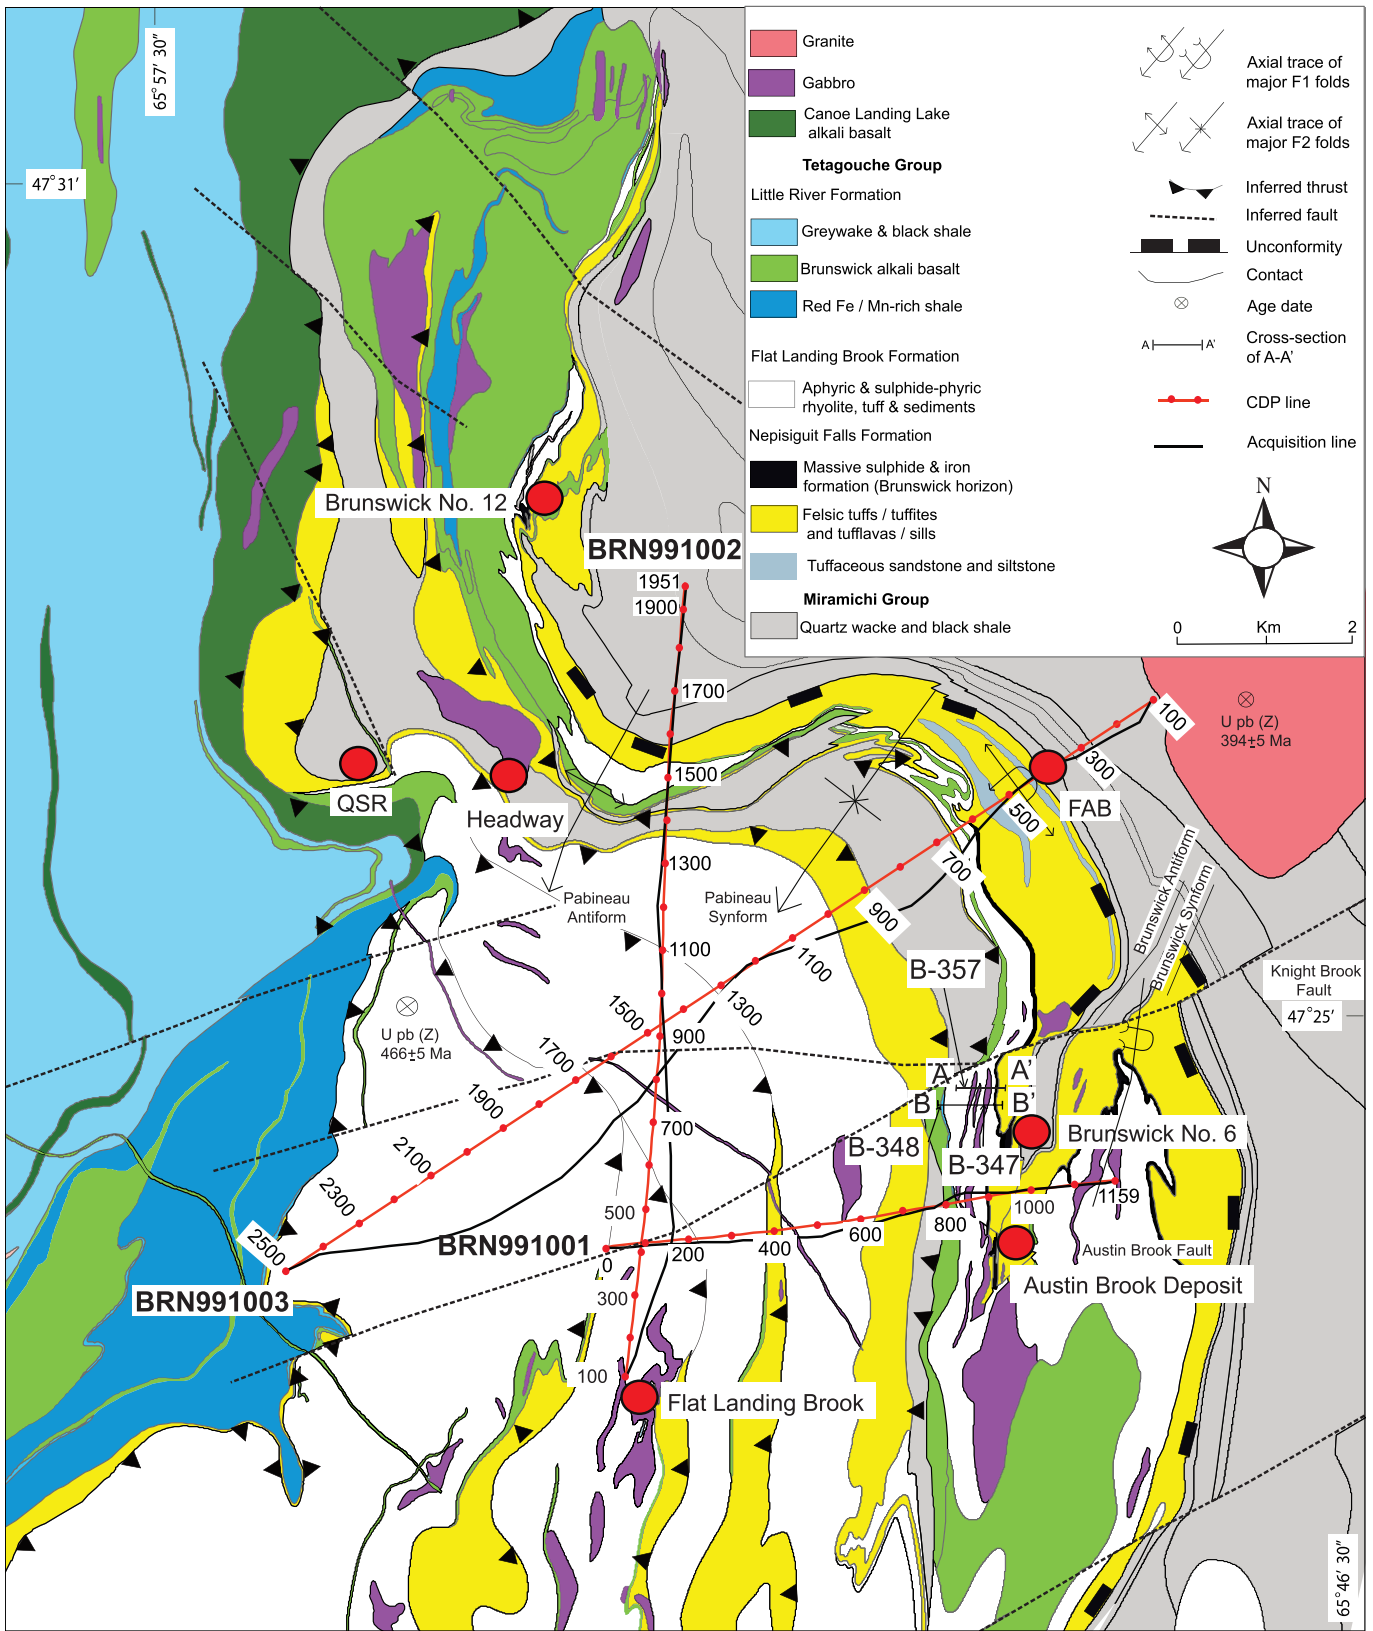 65° 57’ 30”
47° 31’
Granite
Gabbro
Canoe Landing Lake
alkali basalt
Tetagouche Group
Little River Formation
Greywake & black shale
Brunswick alkali basalt
Red Fe / Mn-rich shale
Flat Landing Brook Formation
Aphyric & sulphide-phyric
rhyolite, tuff & sediments
Nepisiguit Falls Formation
Massive sulphide & iron
formation (Brunswick horizon)
Felsic tuffs / tuffites
and tufflavas / sills
Tuffaceous sandstone and siltstone
Miramichi Group
Quartz wacke and black shale
Axial trace of
major F1 folds
Axial trace of
major F2 folds
Inferred thrust
Inferred fault
Unconformity
Contact
Age date
A A’
Cross-section
of A-A’
CDP line
Acquisition line
N
0 Km 2
Brunswick No. 12
BRN991002
1951
1900
1700
1500
1300
1100
900
700
500
300
100
100
300
500
700
900
1100
1300
1500
1700
1900
2100
2300
2500
BRN991003
BRN991001
0
200
400
600
800
1000
1159
U pb (Z)
394±5 Ma
QSR
Headway
FAB
Pabineau
Antiform
Pabineau
Synform
Brunswick Antiform
Brunswick Synform
B-357
Knight Brook
Fault
47° 25’
U pb (Z)
466±5 Ma
A A’
B B’
B-348
B-347
Brunswick No. 6
Austin Brook Fault
Austin Brook Deposit
Flat Landing Brook
65° 46’ 30”